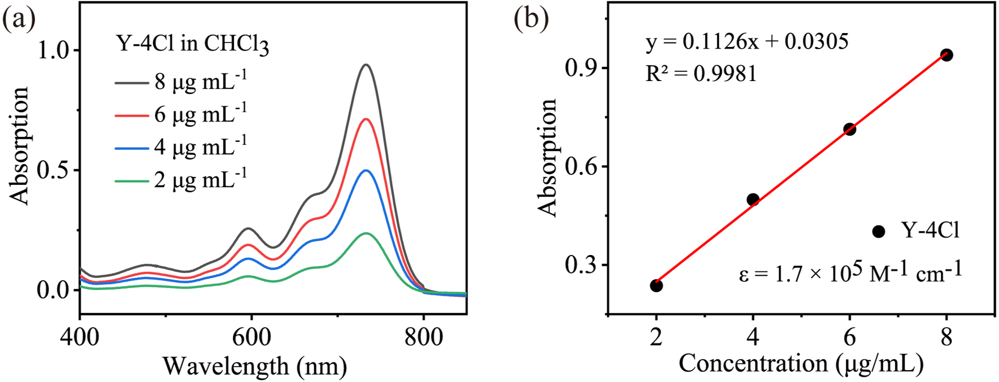 (a)
Y-4Cl in CHCl3
8 μg mL-1
6 μg mL-1
4 μg mL-1
2 μg mL-1
1.0
0.5
0.0
Absorption
400 600 800
Wavelength (nm)
(b)
y = 0.1126x + 0.0305
R² = 0.9981
0.9
0.6
0.3
Absorption
Y-4Cl
ε = 1.7 × 105 M-1 cm-1
2 4 6 8
Concentration (μg/mL)